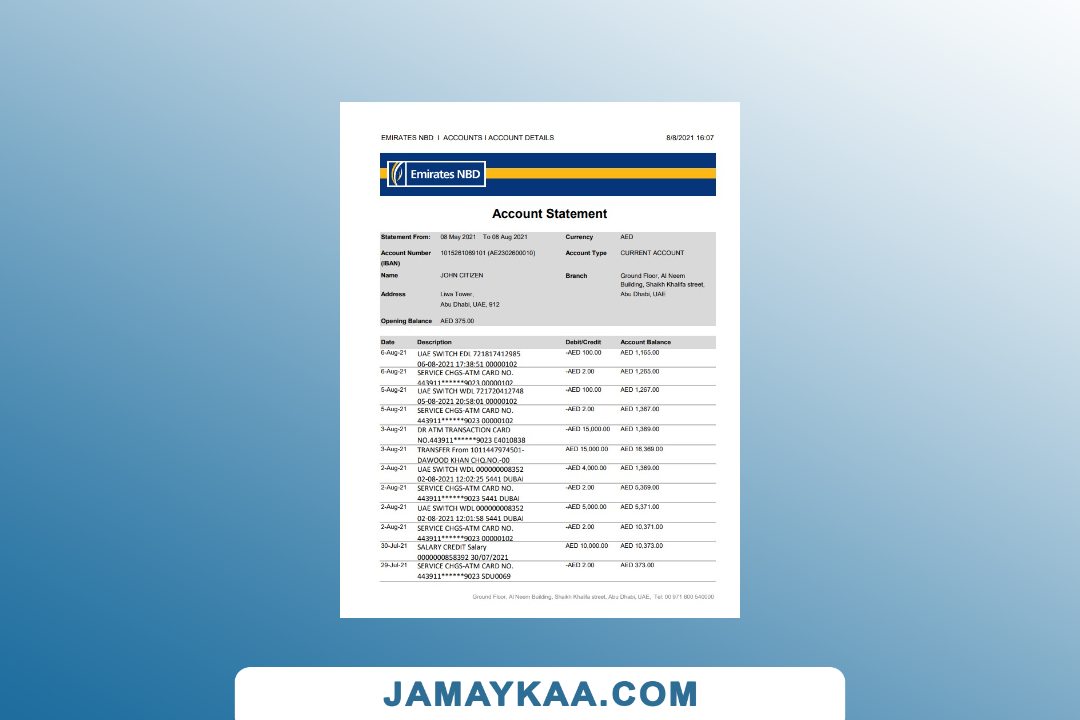 EMIRATES NBD I ACCOUNTS I ACCOUNT DETAILS 8/8/2021 16:07
Emirates NBD
Account Statement
Statement From: 08 May 2021 To 08 Aug 2021 Currency AED
Account Number 1015261089101 (AE2302600010) Account Type CURRENT ACCOUNT
(IBAN)
Name JOHN CITIZEN Branch Ground Floor, Al Neem
Building, Shaikh Khalifa street,
Address Liwa Tower, Abu Dhabi, UAE
Abu Dhabi, UAE, 912
Opening Balance AED 375.00
Date Description Debit/Credit Account Balance
6-Aug-21 UAE SWITCH EDL 721817412985 -AED 100.00 AED 1,165.00
06-08-2021 17:38:51 00000102
6-Aug-21 SERVICE CHGS-ATM CARD NO. -AED 2.00 AED 1,265.00
443911******9023 00000102
5-Aug-21 UAE SWITCH WDL 721720412748 -AED 100.00 AED 1,267.00
05-08-2021 20:58:01 00000102
5-Aug-21 SERVICE CHGS-ATM CARD NO. -AED 2.00 AED 1,367.00
443911******9023 00000102
3-Aug-21 DR ATM TRANSACTION CARD -AED 15,000.00 AED 1,369.00
NO.443911******9023 E4010838
3-Aug-21 TRANSFER From 1011447974501- AED 15,000.00 AED 16,369.00
DAWOOD KHAN CHQ.NO.-00
2-Aug-21 UAE SWITCH WDL 000000008352 -AED 4,000.00 AED 1,369.00
02-08-2021 12:02:25 5441 DUBAI
2-Aug-21 SERVICE CHGS-ATM CARD NO. -AED 2.00 AED 5,369.00
443911******9023 5441 DUBAI
2-Aug-21 UAE SWITCH WDL 000000008352 -AED 5,000.00 AED 5,371.00
02-08-2021 12:01:58 5441 DUBAI
2-Aug-21 SERVICE CHGS-ATM CARD NO. -AED 2.00 AED 10,371.00
443911******9023 00000102
30-Jul-21 SALARY CREDIT Salary AED 10,000.00 AED 10,373.00
0000000858392 30/07/2021
29-Jul-21 SERVICE CHGS-ATM CARD NO. -AED 2.00 AED 373.00
443911******9023 SDU0069
Ground Floor, Al Neem Building, Shaikh Khalifa street, Abu Dhabi, UAE, Tel: 00 971 600 540000
JAMAYKAA.COM